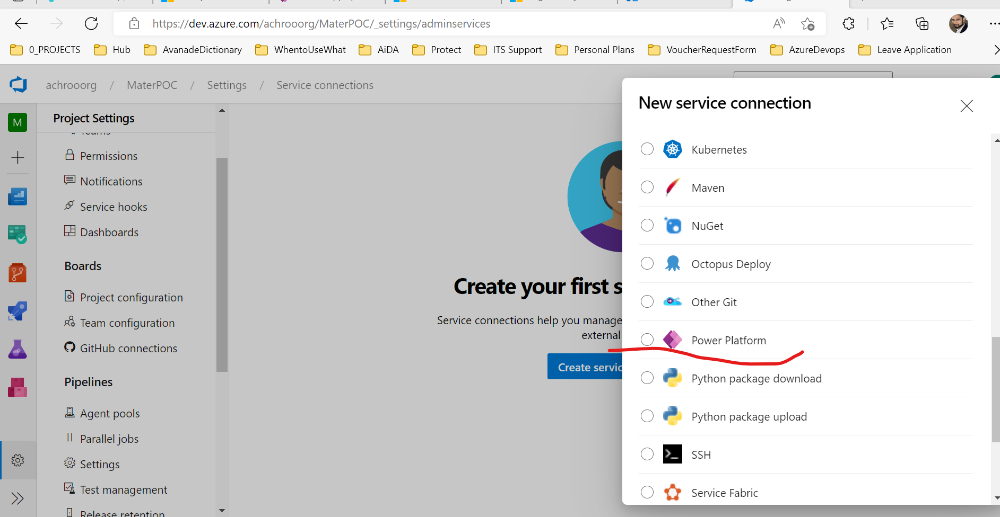 https://dev.azure.com/achrooorg/MaterPOC/_settings/adminservices
0_PROJECTS Hub AvanadeDictionary WhentoUseWhat AiDA Protect ITS Support Personal Plans VoucherRequestForm AzureDevops Leave Application
achrooorg / MaterPOC / Settings / Service connections
M
Project Settings
Teams
Permissions
Notifications
Service hooks
Dashboards
Boards
Project configuration
Team configuration
GitHub connections
Pipelines
Agent pools
Parallel jobs
Settings
Test management
Release retention
Create your first s
Service connections help you manage
external
Create servic
New service connection
Kubernetes
Maven
NuGet
Octopus Deploy
Other Git
Power Platform
Python package download
Python package upload
SSH
Service Fabric